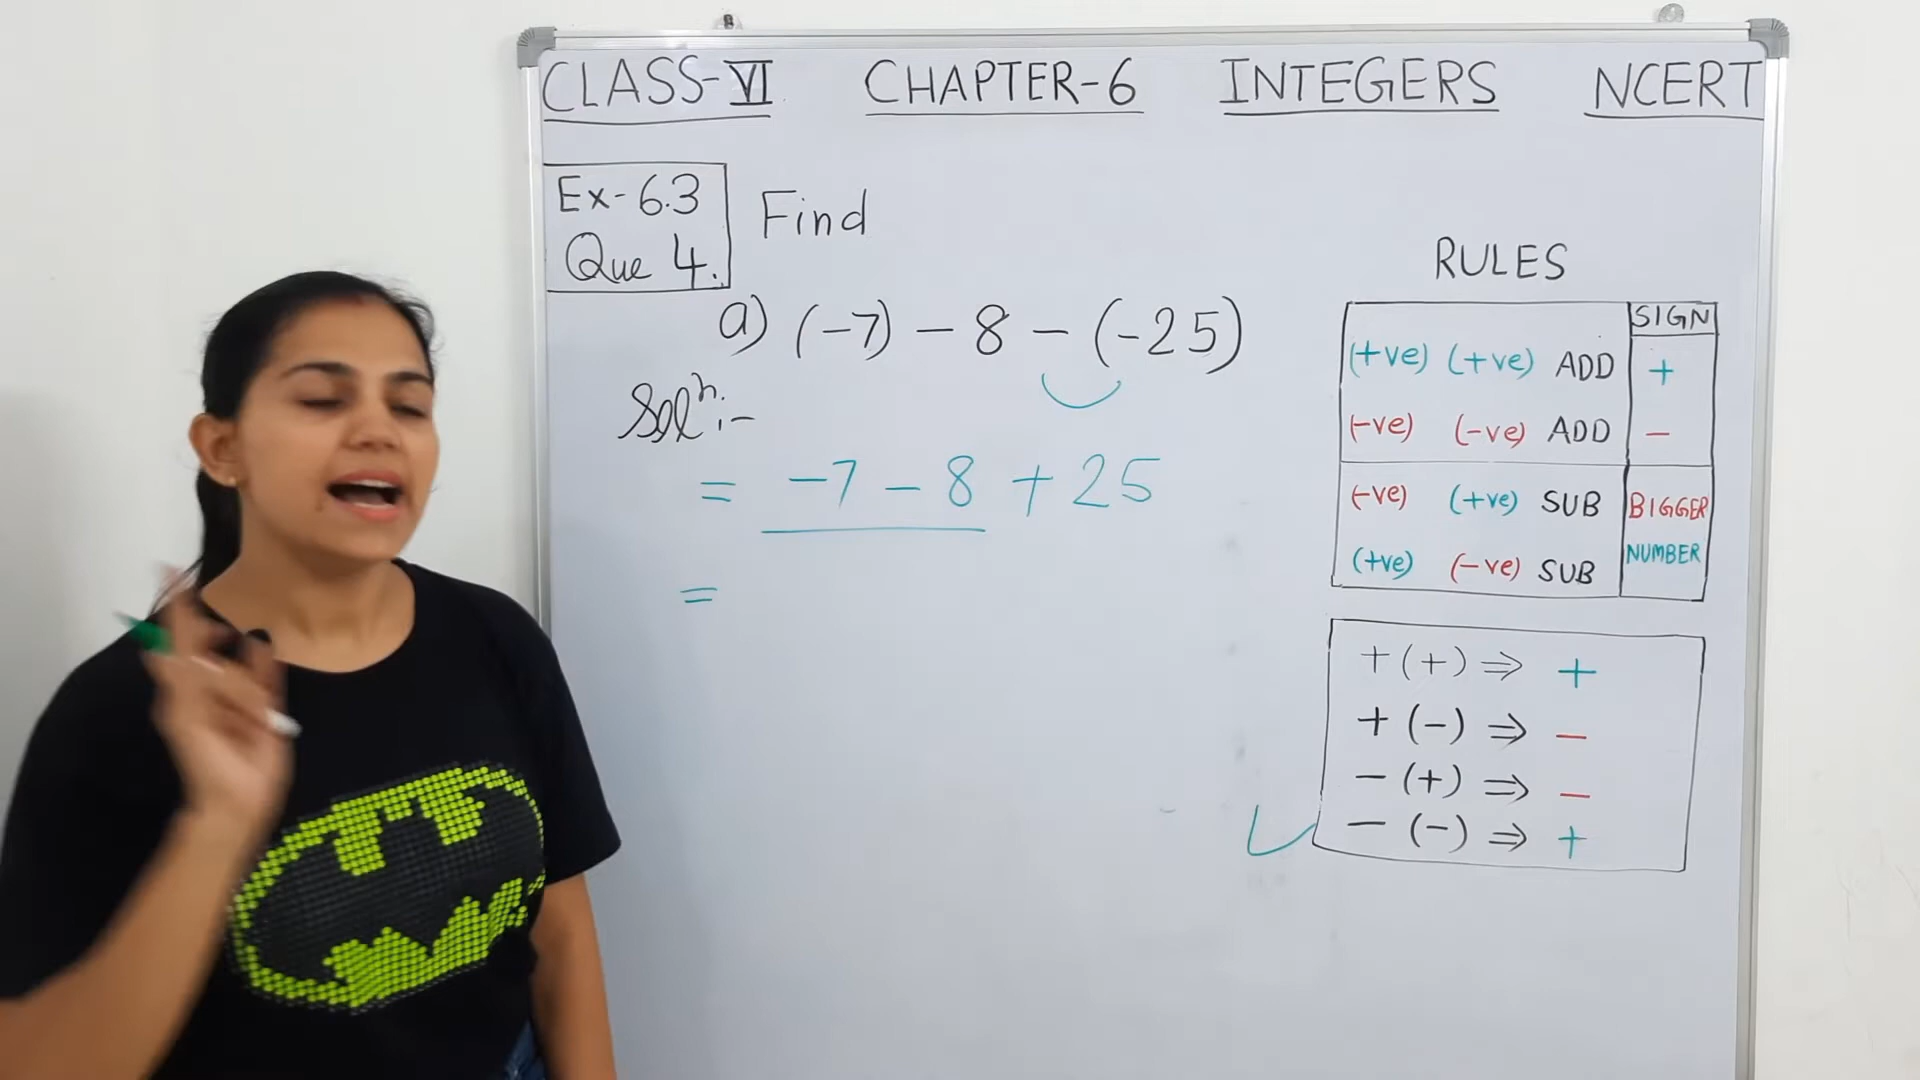 CLASS-VI CHAPTER-6 INTEGERS NCERT
Ex-6.3
Que 4.
Find
a) (-7) - 8 - (-25)
Solⁿ:-
= -7 - 8 + 25
=
RULES
SIGN
(+ve) (+ve) ADD +
(-ve) (-ve) ADD -
(-ve) (+ve) SUB BIGGER
(+ve) (-ve) SUB NUMBER
+ (+) ⇒ +
+ (-) ⇒ -
- (+) ⇒ -
- (-) ⇒ +